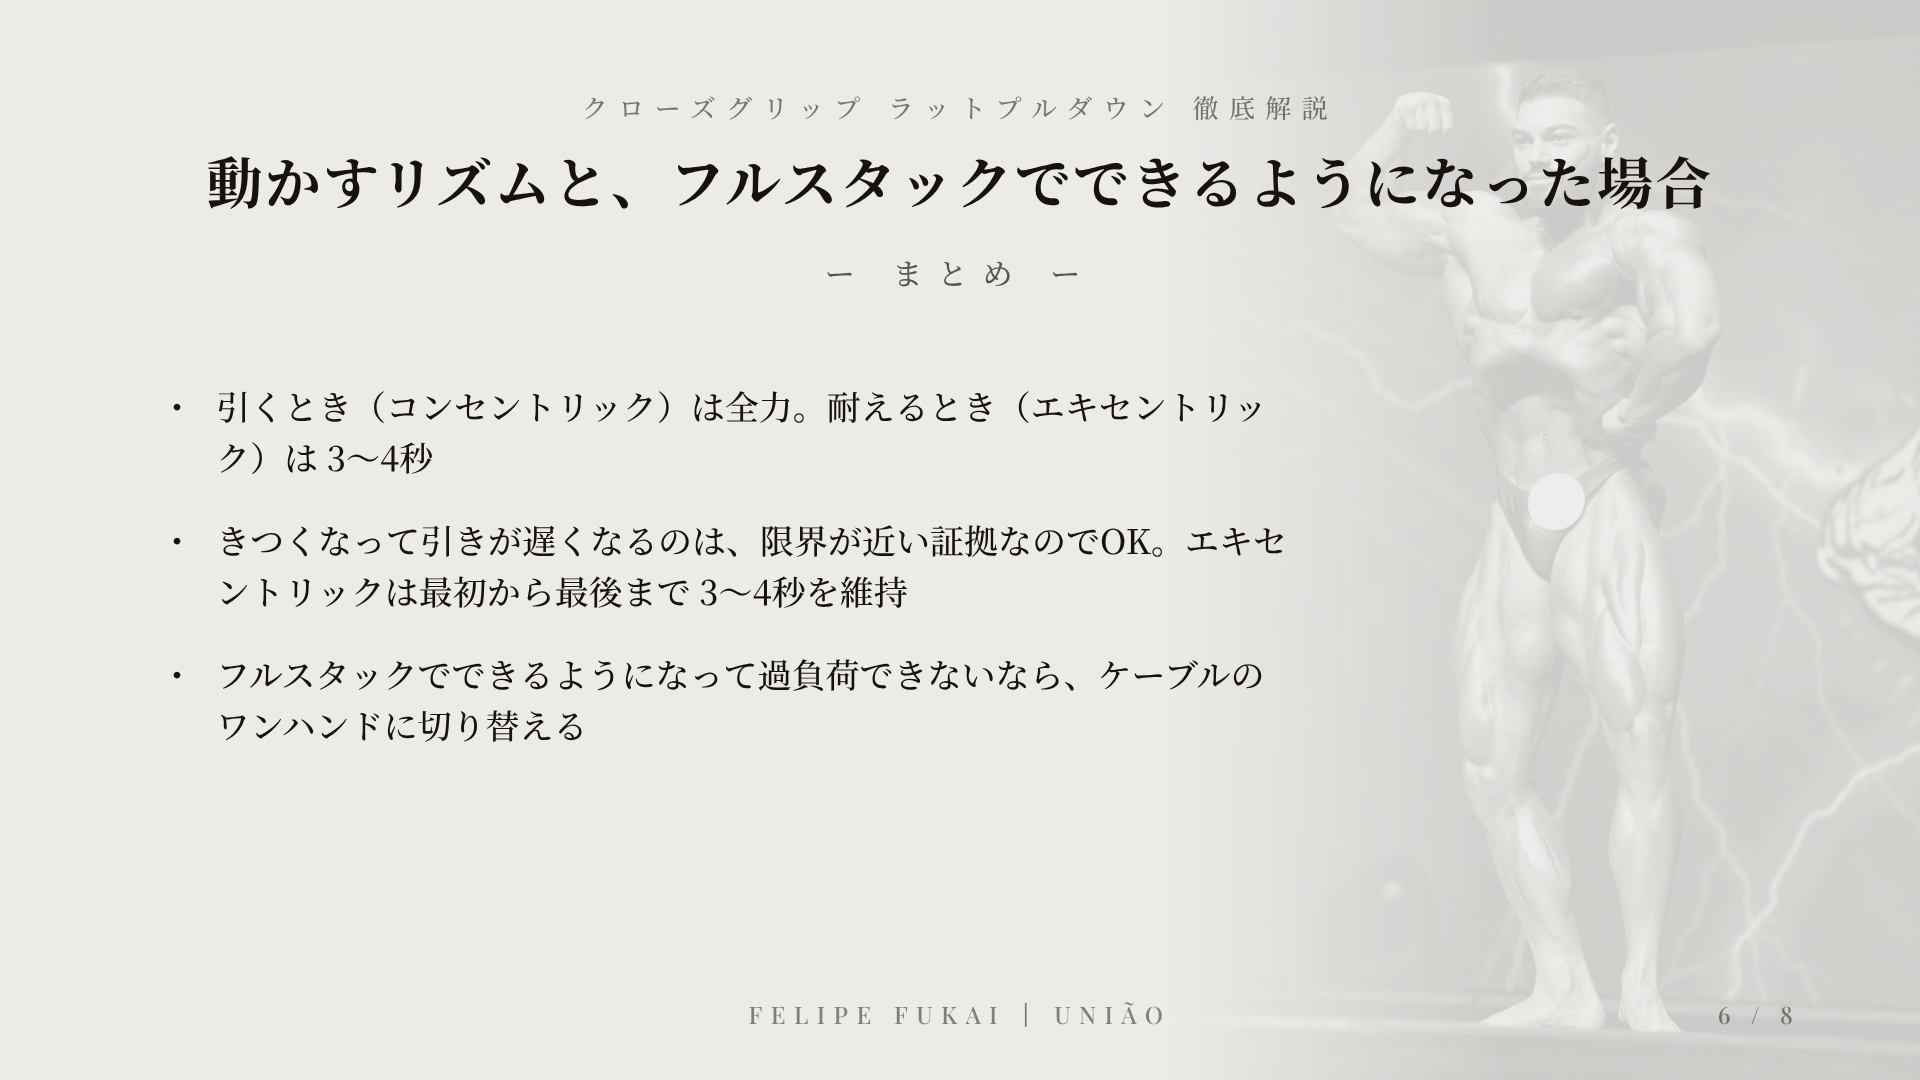 クローズグリップ ラットプルダウン 徹底解説
動かすリズムと、フルスタックでできるようになった場合
ー まとめ ー
・ 引くとき（コンセントリック）は全力。耐えるとき（エキセントリッ
ク）は 3〜4秒
・ きつくなって引きが遅くなるのは、限界が近い証拠なのでOK。エキセ
ントリックは最初から最後まで 3〜4秒を維持
・ フルスタックでできるようになって過負荷できないなら、ケーブルの
ワンハンドに切り替える
FELIPE FUKAI | UNIÃO
6 / 8